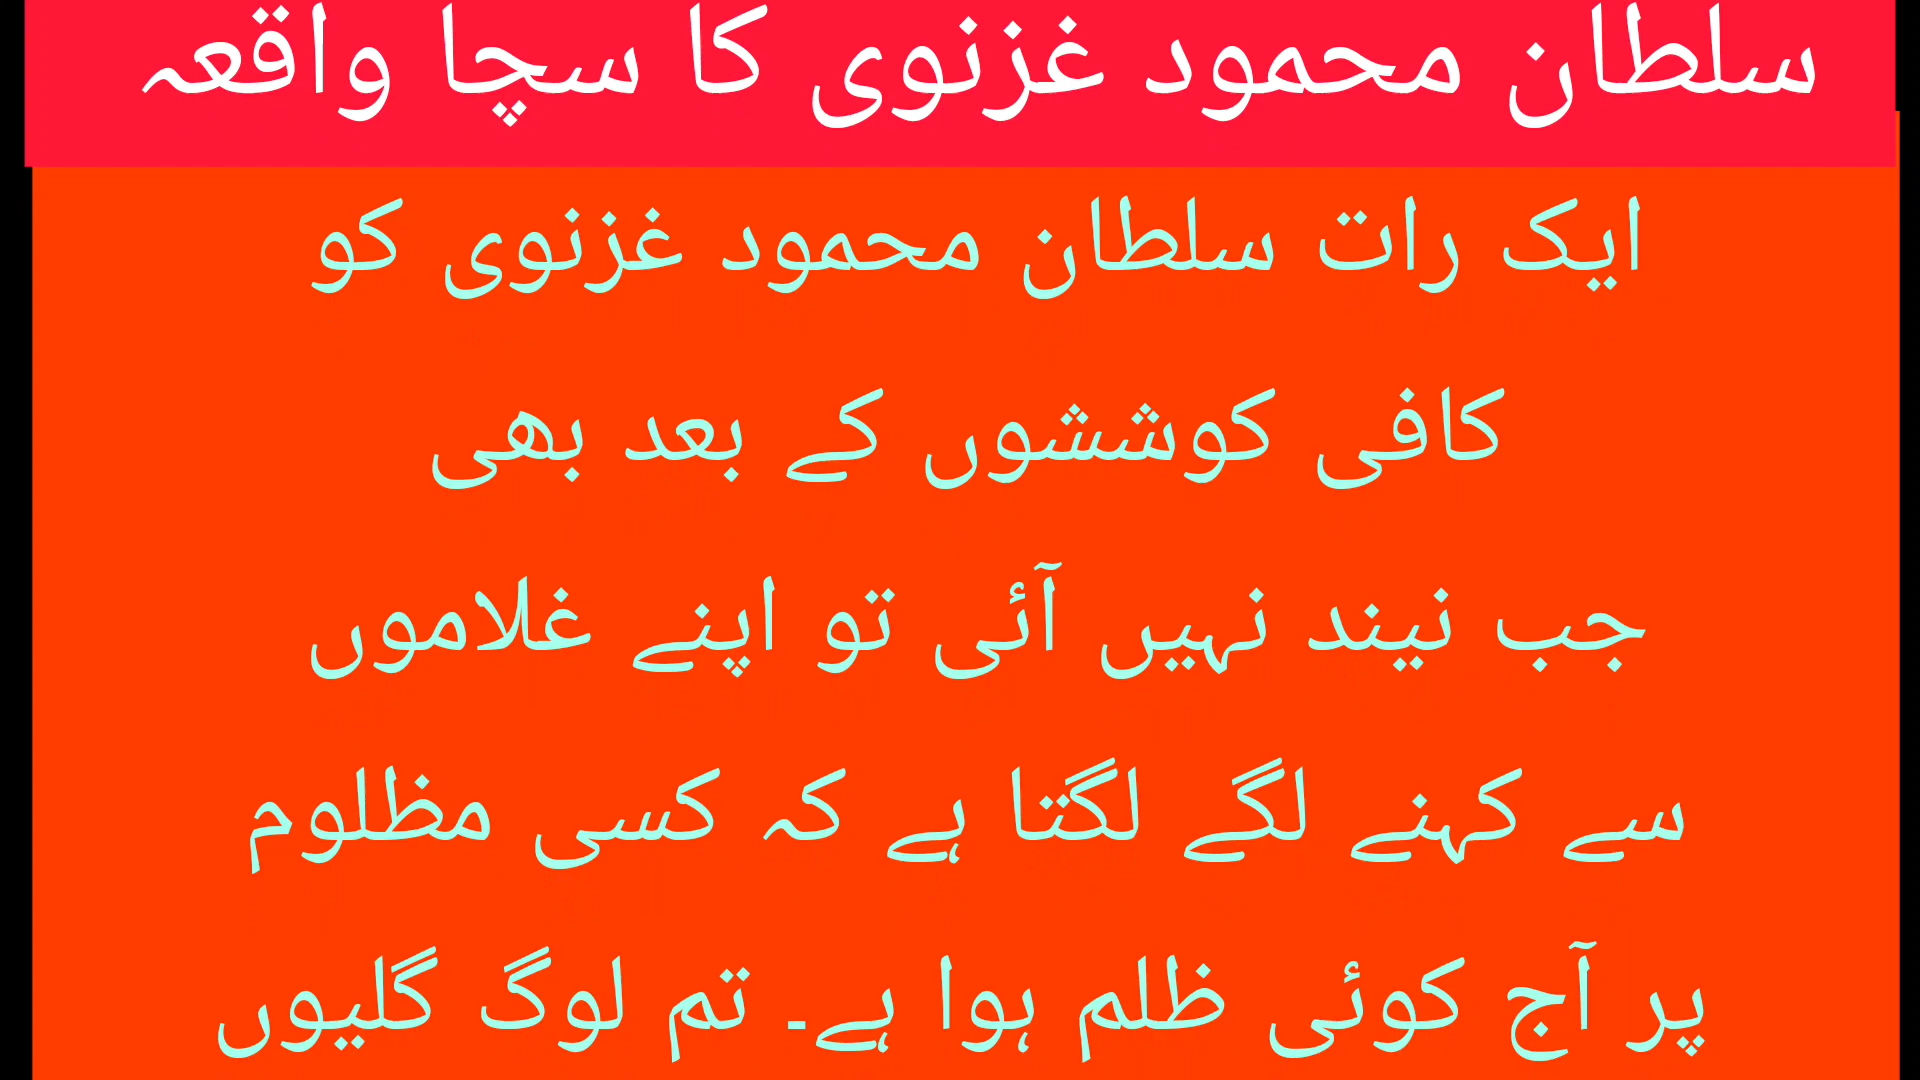 سلطان محمود غزنوی کا سچا واقعہ
ایک رات سلطان محمود غزنوی کو
کافی کوششوں کے بعد بھی
جب نیند نہیں آئی تو اپنے غلاموں
سے کہنے لگے لگتا ہے کہ کسی مظلوم
پر آج کوئی ظلم ہوا ہے۔ تم لوگ گلیوں